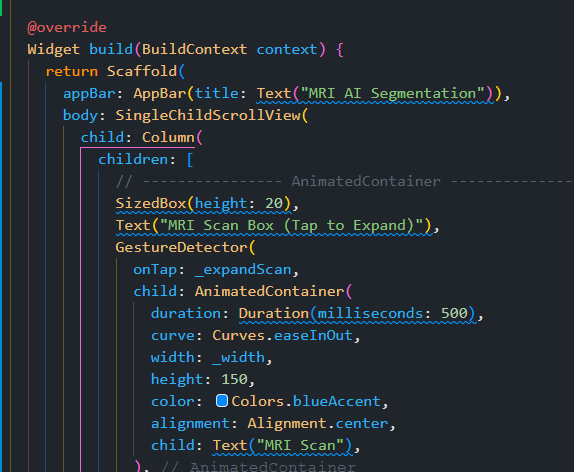 @override
Widget build(BuildContext context) {
return Scaffold(
appBar: AppBar(title: Text("MRI AI Segmentation")),
body: SingleChildScrollView(
child: Column(
children: [
// --------------- AnimatedContainer --------------
SizedBox(height: 20),
Text("MRI Scan Box (Tap to Expand)"),
GestureDetector(
onTap: _expandScan,
child: AnimatedContainer(
duration: Duration(milliseconds: 500),
curve: Curves.easeInOut,
width: _width,
height: 150,
color: Colors.blueAccent,
alignment: Alignment.center,
child: Text("MRI Scan"),
), // AnimatedContainer